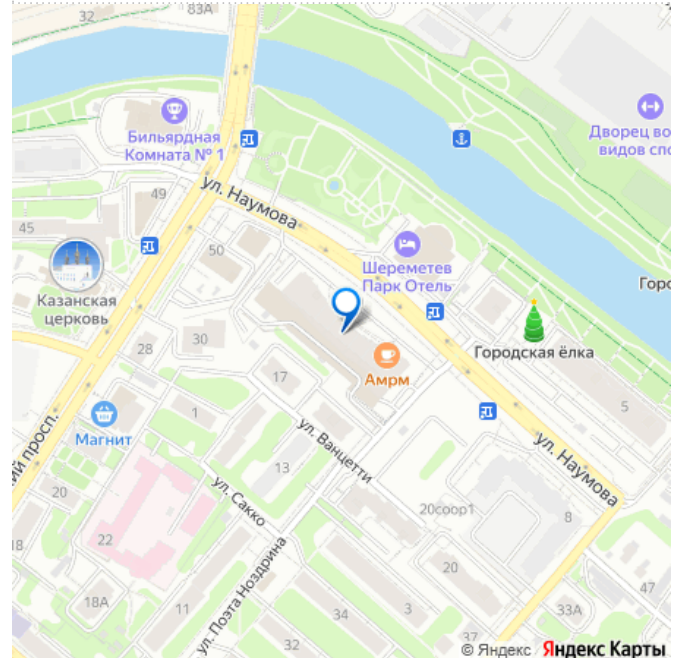 32
83А
Бильярдная
Комната № 1
Дворец во
видов спо
49
ул. Наумова
45
50
Шереметев
Парк Отель
Горо
Казанская
церковь
30
28
Городская ёлка
Амрм
17
1
5
Магнит
ий просп.
ул. Ванцетти
ул. Наумова
13
20
ул. Сакко
20соор1
8
18
22
ул. Поэта Ноздрина
20
47
18А
11
34
3
33А
32
© Яндекс Яндекс Карты